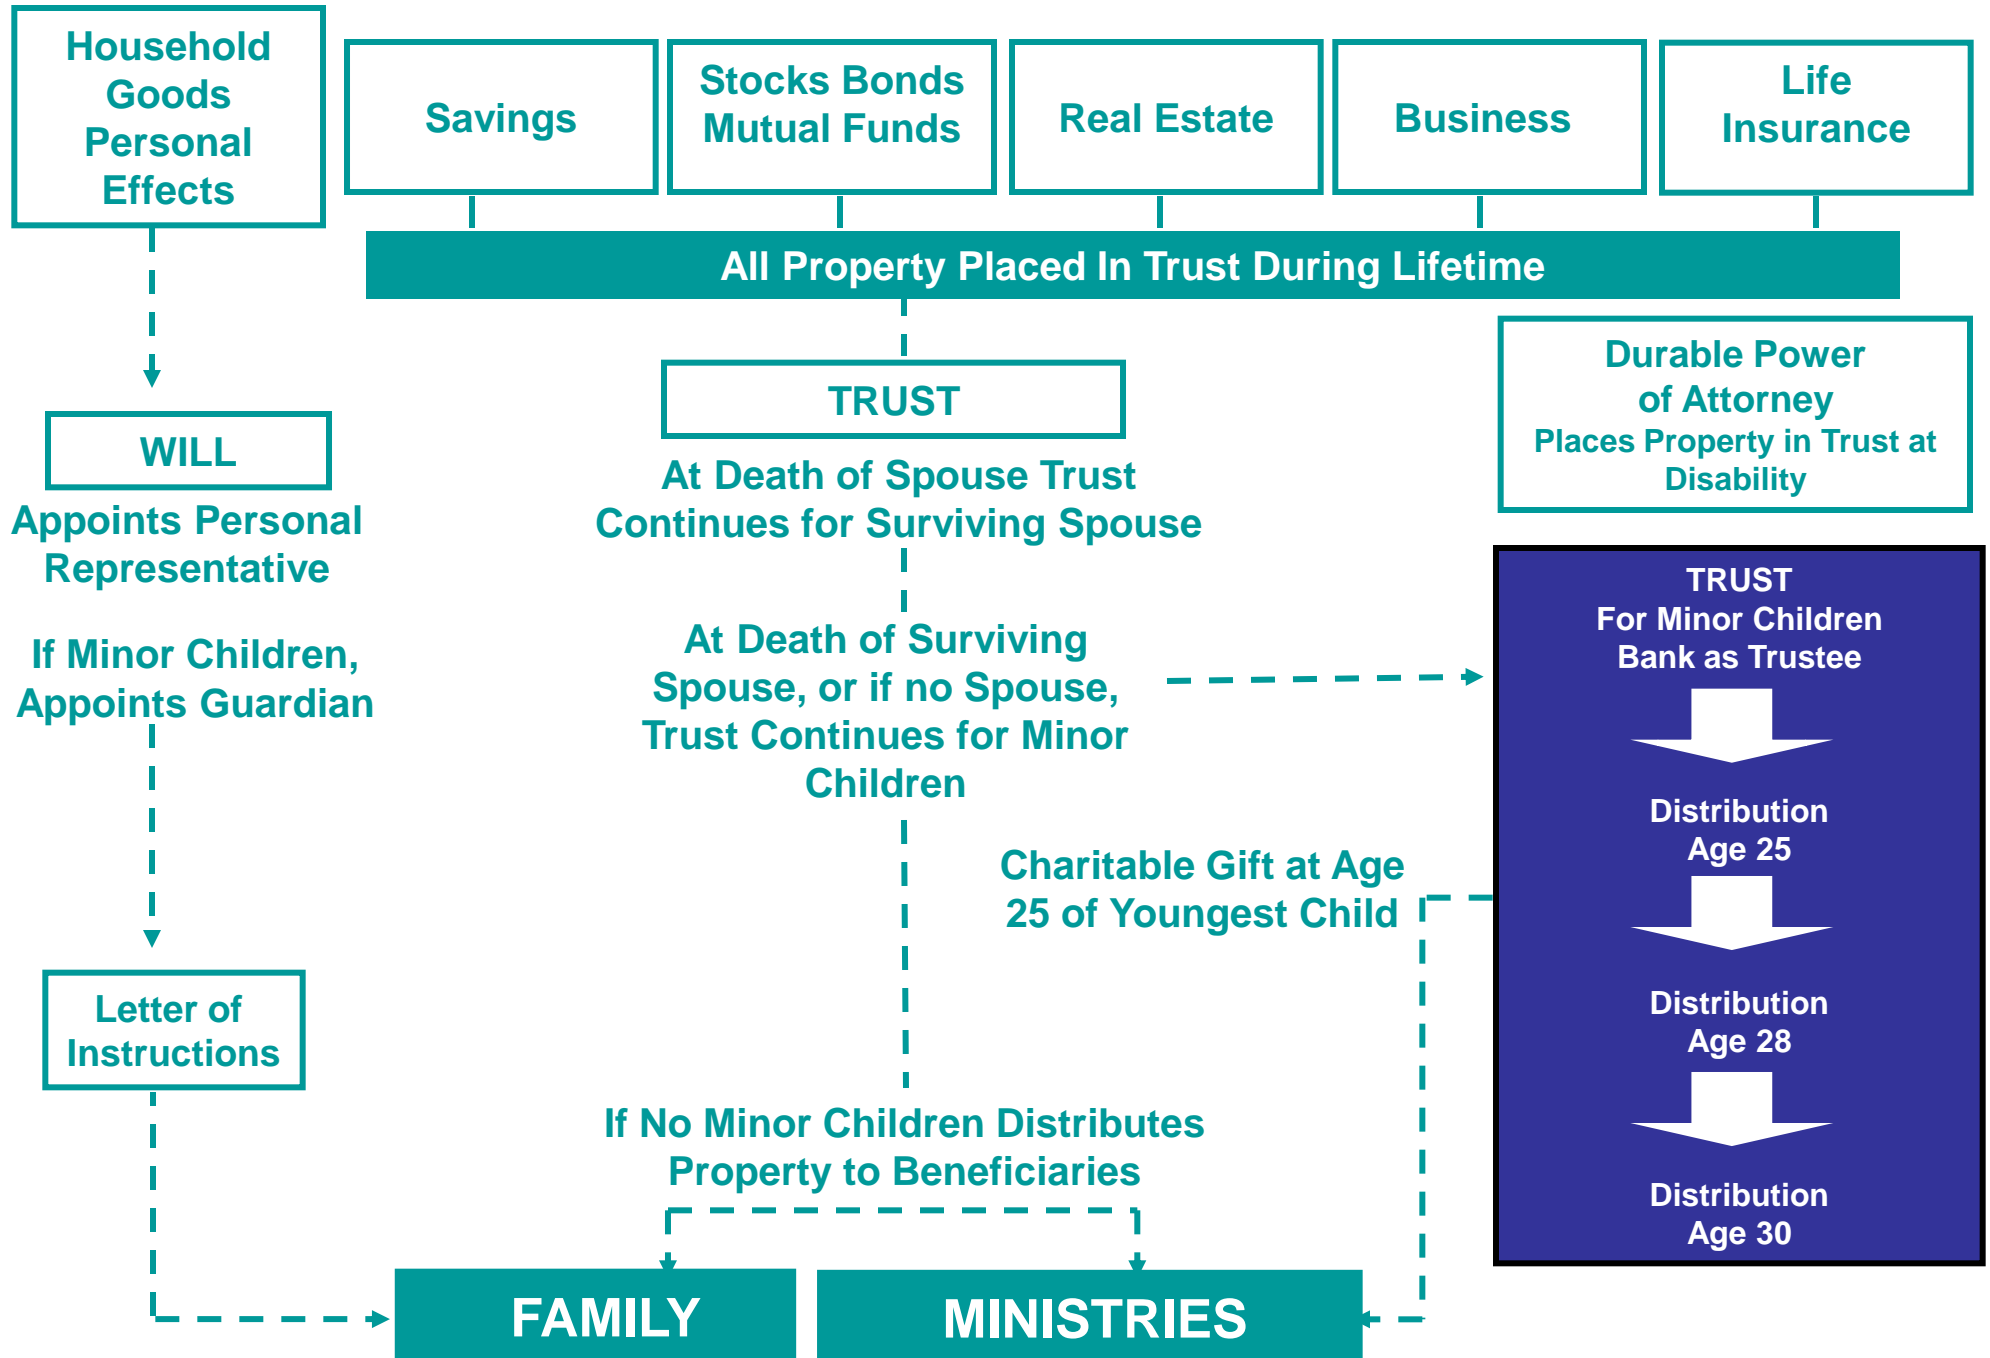 Household
Goods
Personal
Effects
Savings
Stocks Bonds
Mutual Funds
Real Estate
Business
Life
Insurance
All Property Placed In Trust During Lifetime
WILL
Appoints Personal
Representative
If Minor Children,
Appoints Guardian
Letter of
Instructions
TRUST
At Death of Spouse Trust
Continues for Surviving Spouse
At Death of Surviving
Spouse, or if no Spouse,
Trust Continues for Minor
Children
Charitable Gift at Age
25 of Youngest Child
If No Minor Children Distributes
Property to Beneficiaries
Durable Power
of Attorney
Places Property in Trust at
Disability
TRUST
For Minor Children
Bank as Trustee
Distribution
Age 25
Distribution
Age 28
Distribution
Age 30
FAMILY
MINISTRIES